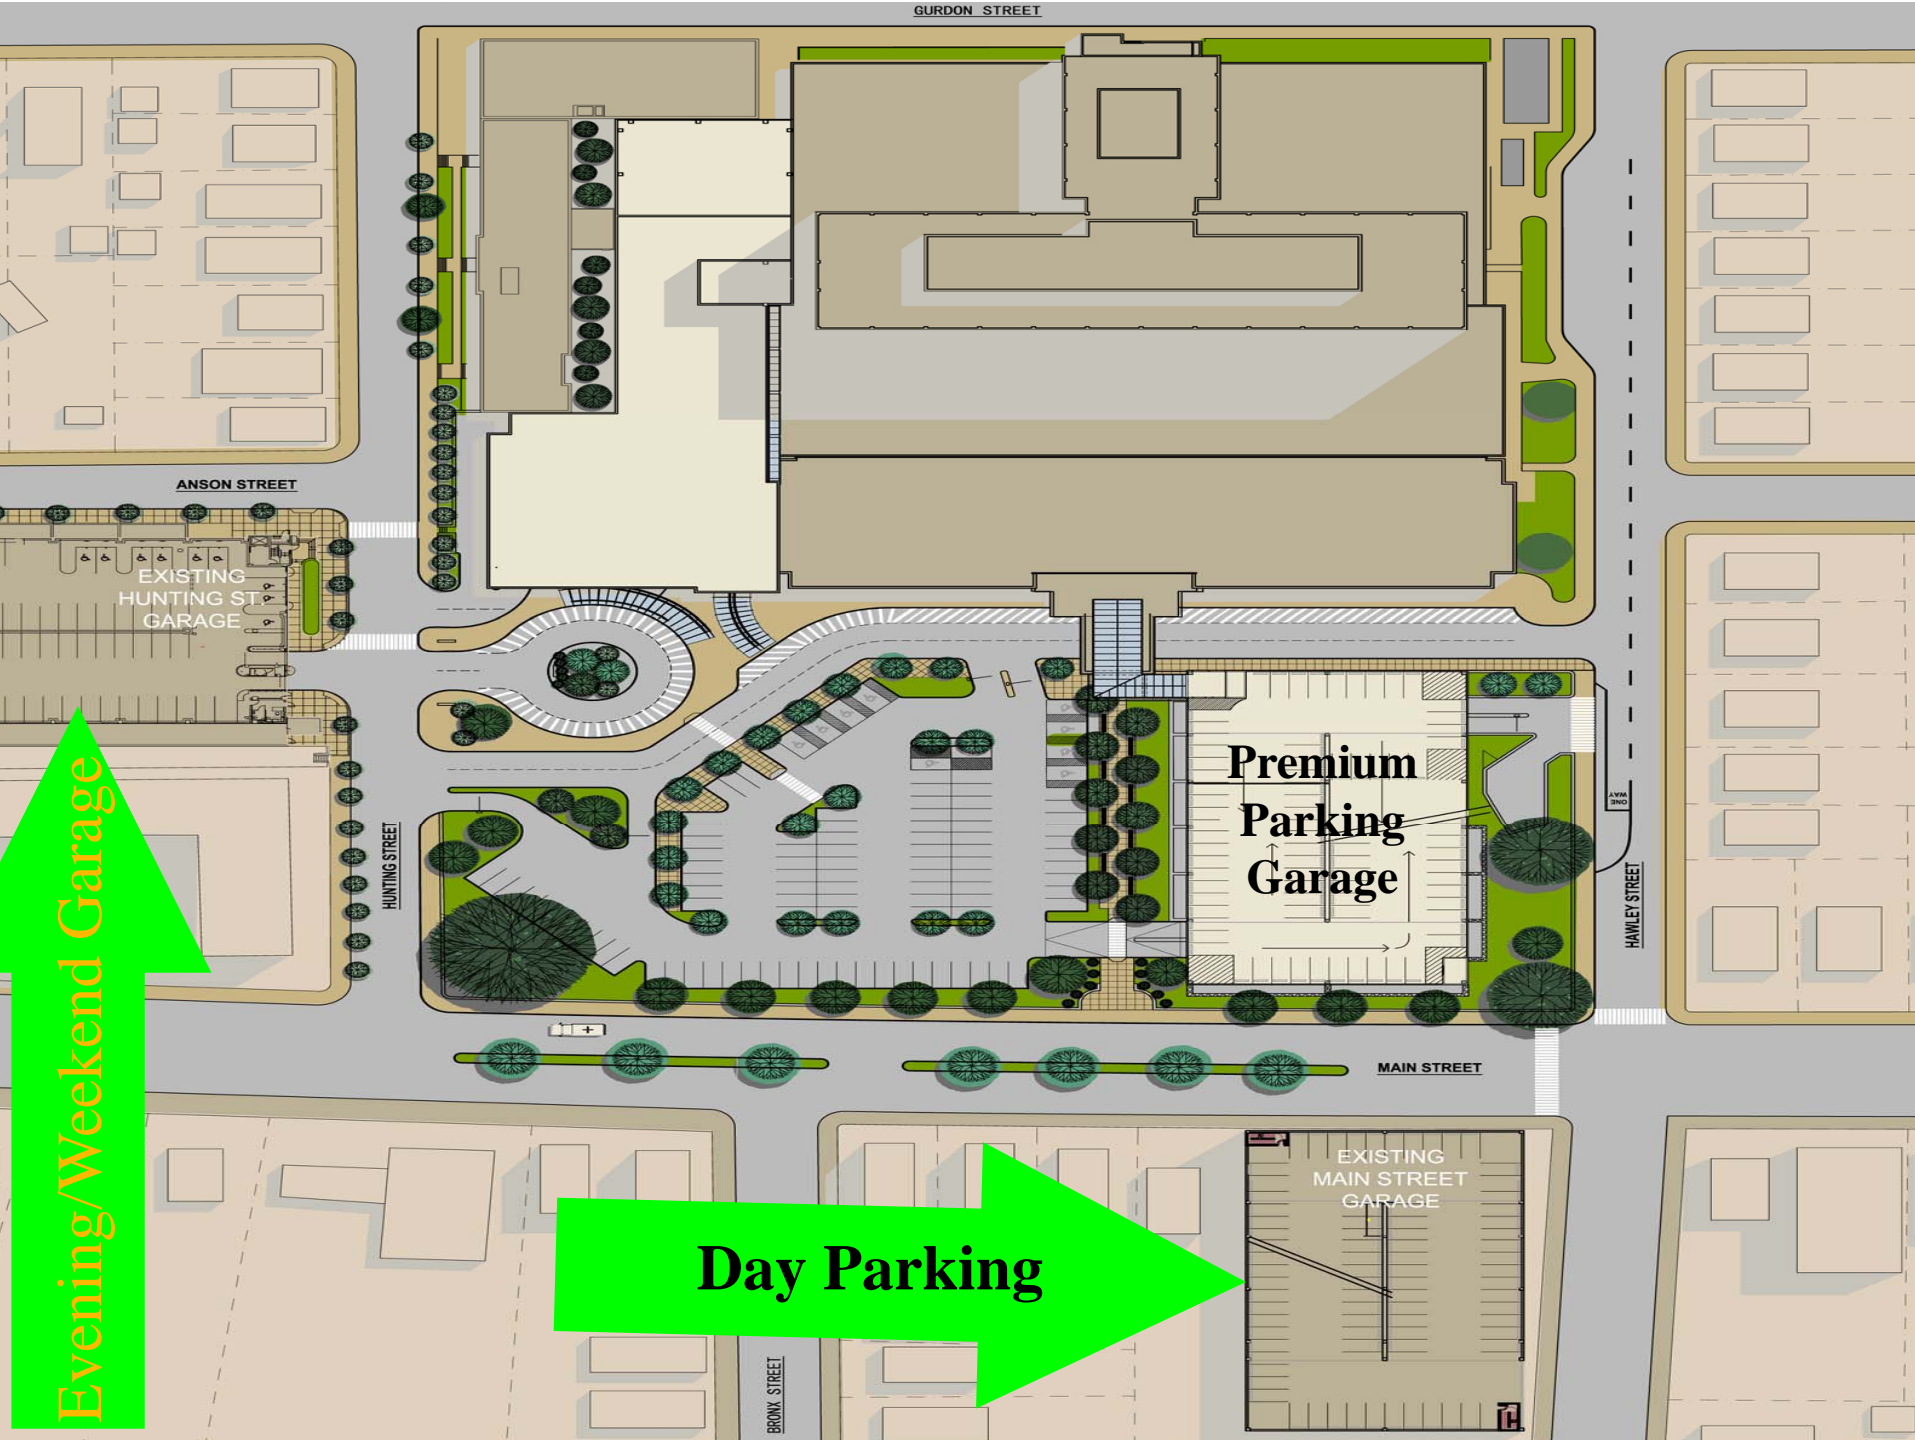 GURDON STREET
ANSON STREET
EXISTING
HUNTING ST.
GARAGE
Premium
Parking
Garage
ONE
WAY
HUNTING STREET
HAWLEY STREET
Evening/Weekend Garage
MAIN STREET
EXISTING
MAIN STREET
GARAGE
Day Parking
BRONX STREET